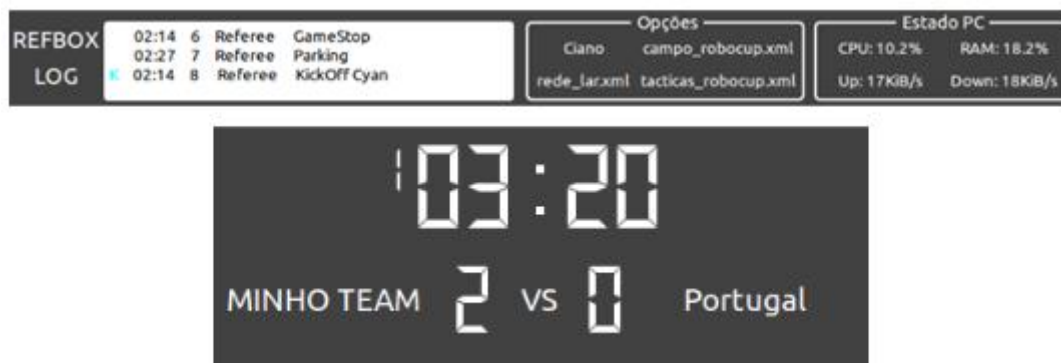 REFBOX
LOG
02:14 6 Referee GameStop
02:27 7 Referee Parking
K 02:14 8 Referee KickOff Cyan
Opções
Ciano campo_robocup.xml
rede_lar.xml tacticas_robocup.xml
Estado PC
CPU: 10.2% RAM: 18.2%
Up: 17KiB/s Down: 18KiB/s
1 03:20
MINHO TEAM 2 VS 0 Portugal